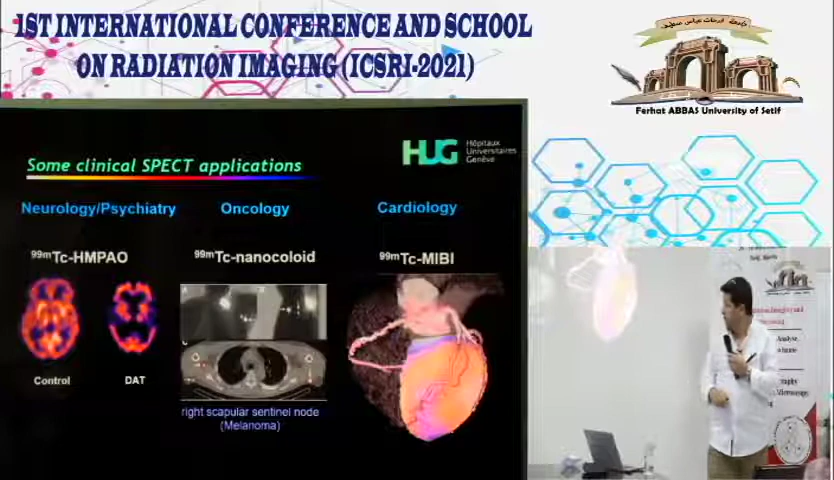 1ST INTERNATIONAL CONFERENCE AND SCHOOL
ON RADIATION IMAGING (ICSRI-2021)
Ferhat ABBAS University of Setif
HUG
Hôpitaux
Universitaires
Genève
Some clinical SPECT applications
Neurology/Psychiatry
Oncology
Cardiology
99mTc-HMPAO
99mTc-nanocoloid
99mTc-MIBI
Control
DAT
right scapular sentinel node
(Melanoma)